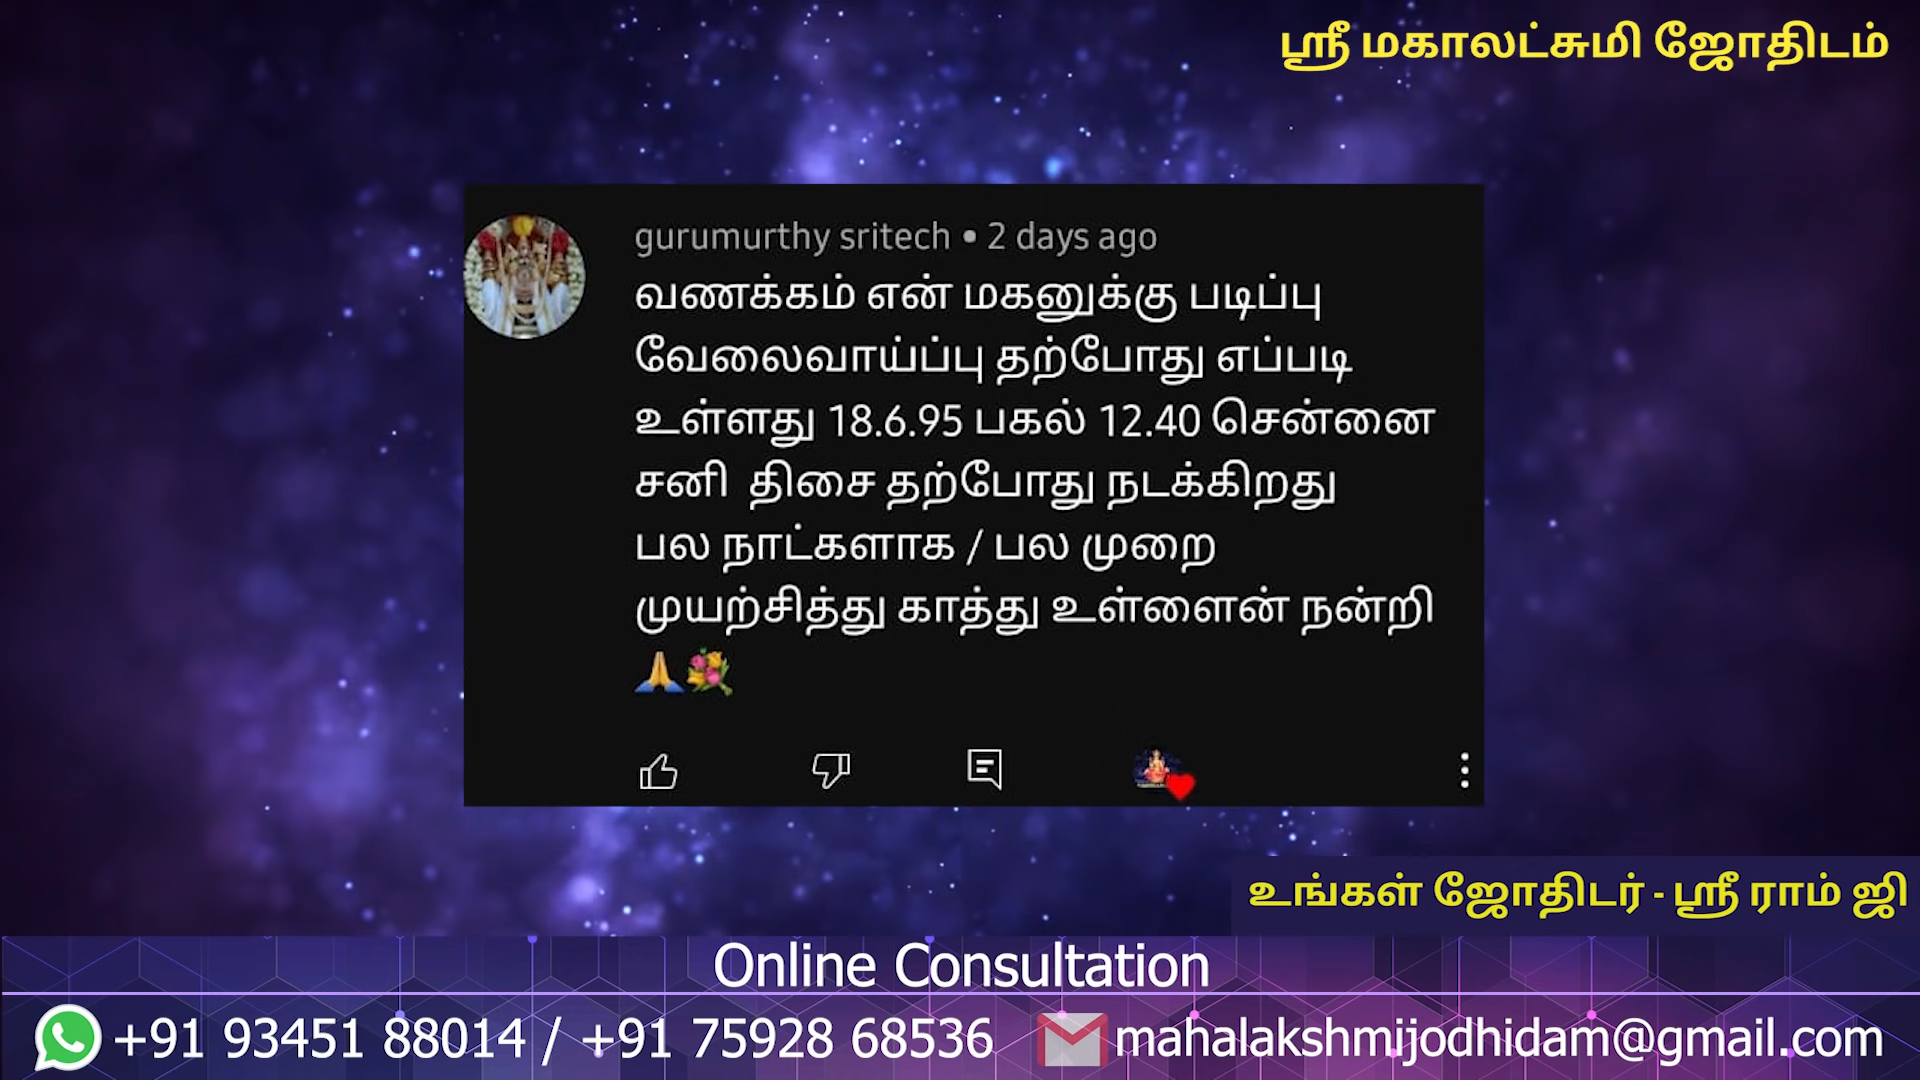 ஸ்ரீ மகாலட்சுமி ஜோதிடம்
gurumurthy sritech • 2 days ago
வணக்கம் என் மகனுக்கு படிப்பு
வேலைவாய்ப்பு தற்போது எப்படி
உள்ளது 18.6.95 பகல் 12.40 சென்னை
சனி திசை தற்போது நடக்கிறது
பல நாட்களாக / பல முறை
முயற்சித்து காத்து உள்ளைன் நன்றி
🙏💐
உங்கள் ஜோதிடர் - ஸ்ரீ ராம் ஜி
Online Consultation
+91 93451 88014 / +91 75928 68536 mahalakshmijodhidam@gmail.com